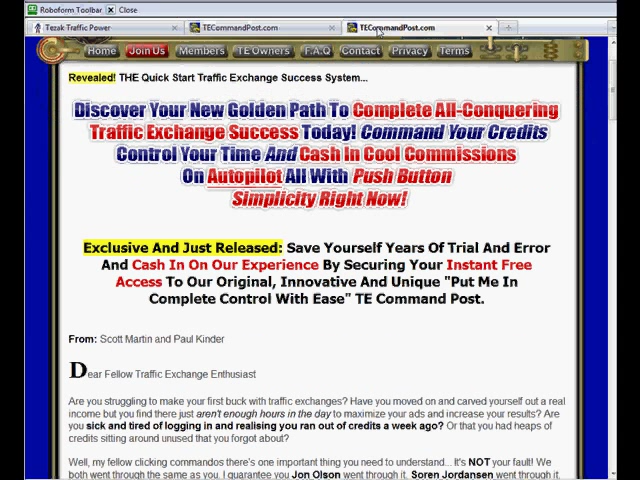 Roboform Toolbar Close
Tezak Traffic Power TECommandPost.com TECommandPost.com
Home Join Us Members TE Owners F.A.Q Contact Privacy Terms
Revealed! THE Quick Start Traffic Exchange Success System...
Discover Your New Golden Path To Complete All-Conquering
Traffic Exchange Success Today! Command Your Credits
Control Your Time And Cash In Cool Commissions
On Autopilot All With Push Button
Simplicity Right Now!
Exclusive And Just Released: Save Yourself Years Of Trial And Error
And Cash In On Our Experience By Securing Your Instant Free
Access To Our Original, Innovative And Unique "Put Me In
Complete Control With Ease" TE Command Post.
From: Scott Martin and Paul Kinder
Dear Fellow Traffic Exchange Enthusiast
Are you struggling to make your first buck with traffic exchanges? Have you moved on and carved yourself out a real
income but you find there just aren't enough hours in the day to maximize your ads and increase your results? Are
you sick and tired of logging in and realising you ran out of credits a week ago? Or that you had heaps of
credits sitting around unused that you forgot about?
Well, my fellow clicking commandos there's one important thing you need to understand... it's NOT your fault! We
both went through the same as you. I guarantee you Jon Olson went through it. Soren Jordansen went through it.